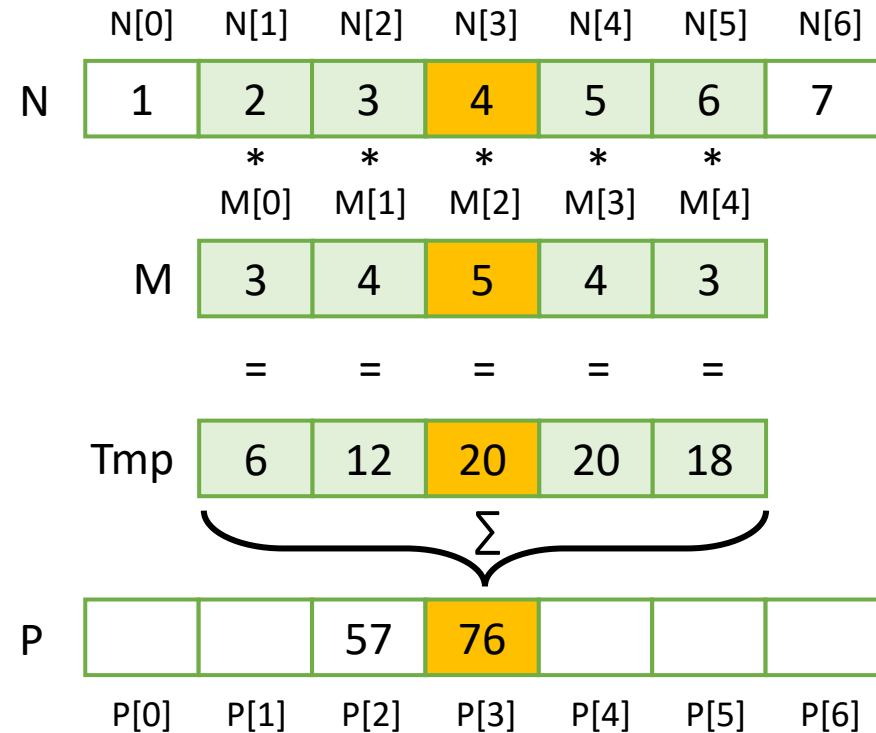 N[0] N[1] N[2] N[3] N[4] N[5] N[6]
N 1 2 3 4 5 6 7
* * * * *
M[0] M[1] M[2] M[3] M[4]
M 3 4 5 4 3
= = = = =
Tmp 6 12 20 20 18
∑
P 57 76
P[0] P[1] P[2] P[3] P[4] P[5] P[6]